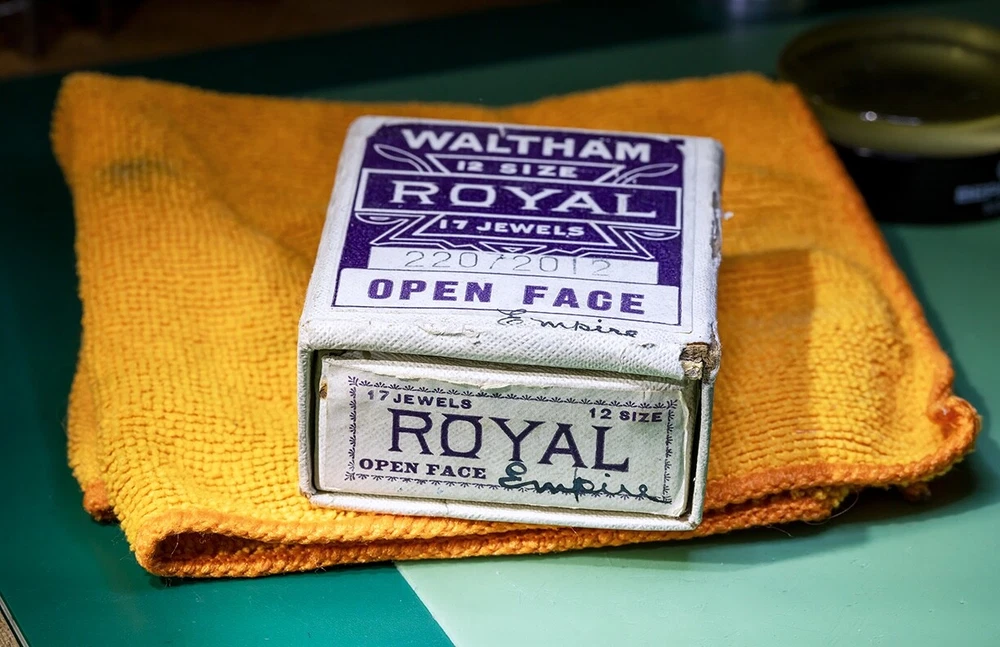 WALTHAM
12 SIZE
ROYAL
17 JEWELS
22072012
OPEN FACE
Empire
17 JEWELS
12 SIZE
ROYAL
OPEN FACE
Empire